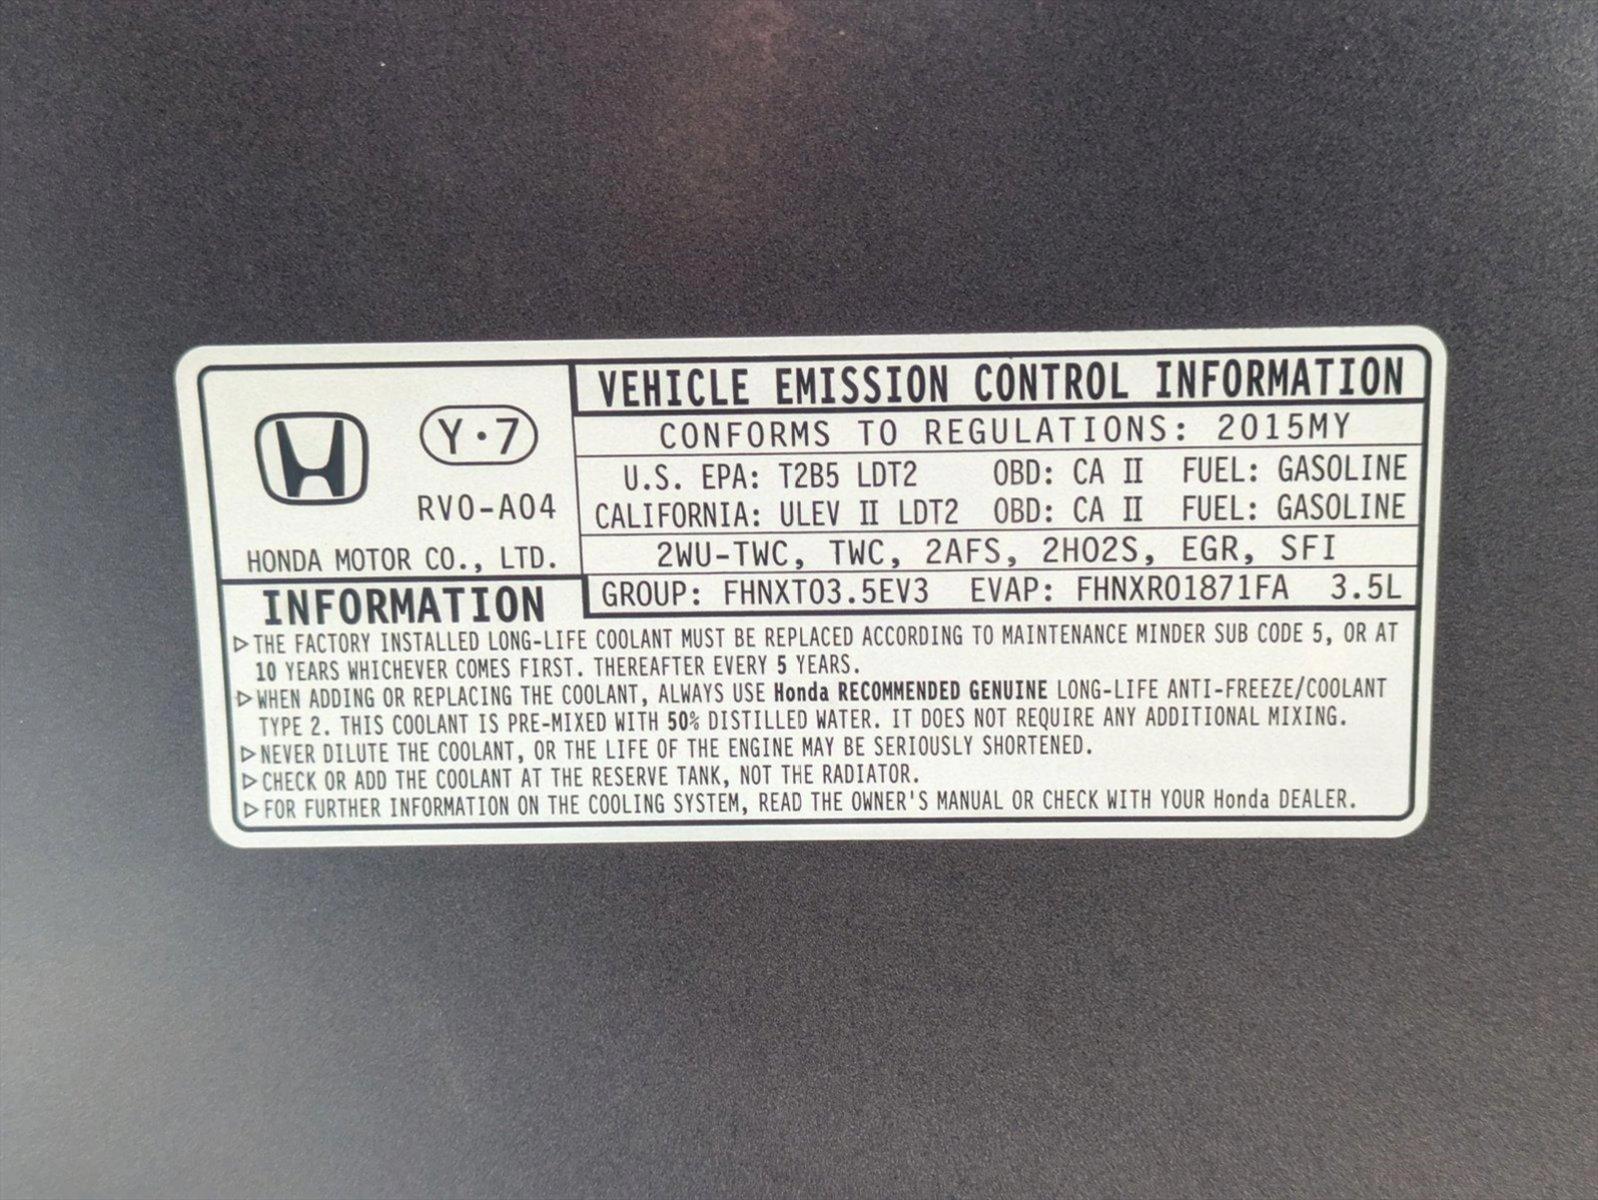 VEHICLE EMISSION CONTROL INFORMATION
Y·7
CONFORMS TO REGULATIONS: 2015MY
U.S. EPA: T2B5 LDT2 OBD: CA II FUEL: GASOLINE
RV0-A04
CALIFORNIA: ULEV II LDT2 OBD: CA II FUEL: GASOLINE
HONDA MOTOR CO., LTD.
2WU-TWC, TWC, 2AFS, 2HO2S, EGR, SFI
INFORMATION
GROUP: FHNXT03.5EV3 EVAP: FHNXR01871FA 3.5L
▷THE FACTORY INSTALLED LONG-LIFE COOLANT MUST BE REPLACED ACCORDING TO MAINTENANCE MINDER SUB CODE 5, OR AT
10 YEARS WHICHEVER COMES FIRST. THEREAFTER EVERY 5 YEARS.
▷WHEN ADDING OR REPLACING THE COOLANT, ALWAYS USE Honda RECOMMENDED GENUINE LONG-LIFE ANTI-FREEZE/COOLANT
TYPE 2. THIS COOLANT IS PRE-MIXED WITH 50% DISTILLED WATER. IT DOES NOT REQUIRE ANY ADDITIONAL MIXING.
▷NEVER DILUTE THE COOLANT, OR THE LIFE OF THE ENGINE MAY BE SERIOUSLY SHORTENED.
▷CHECK OR ADD THE COOLANT AT THE RESERVE TANK, NOT THE RADIATOR.
▷FOR FURTHER INFORMATION ON THE COOLING SYSTEM, READ THE OWNER'S MANUAL OR CHECK WITH YOUR Honda DEALER.